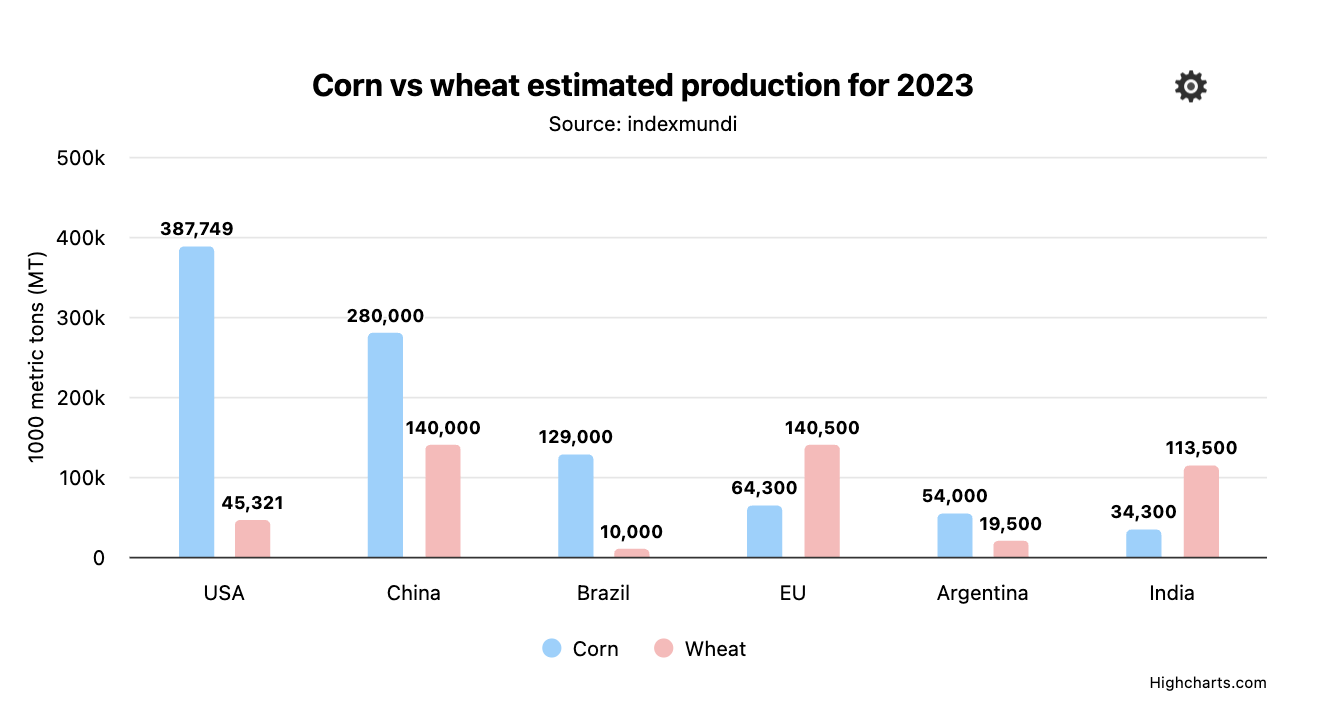 Corn vs wheat estimated production for 2023
Source: indexmundi
1000 metric tons (MT)
500k
400k
300k
200k
100k
0
387,749
45,321
280,000
140,000
129,000
10,000
64,300
140,500
54,000
19,500
34,300
113,500
USA
China
Brazil
EU
Argentina
India
Corn
Wheat
Highcharts.com